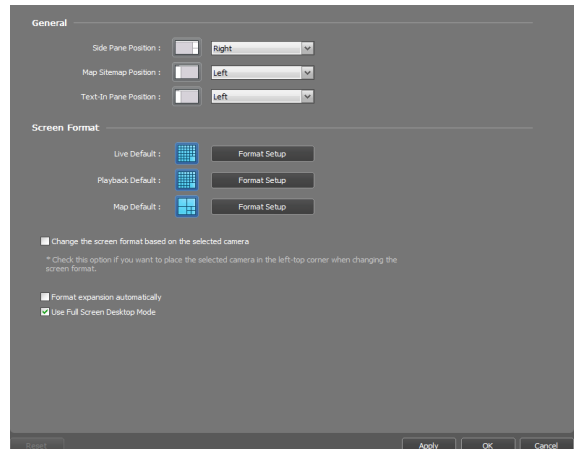 General
Side Pane Position : Right
Map Sitemap Position : Left
Text-In Pane Position : Left
Screen Format
Live Default : Format Setup
Playback Default : Format Setup
Map Default : Format Setup
Change the screen format based on the selected camera
* Check this option if you want to place the selected camera in the left-top corner when changing the
screen format.
Format expansion automatically
Use Full Screen Desktop Mode
Reset Apply OK Cancel